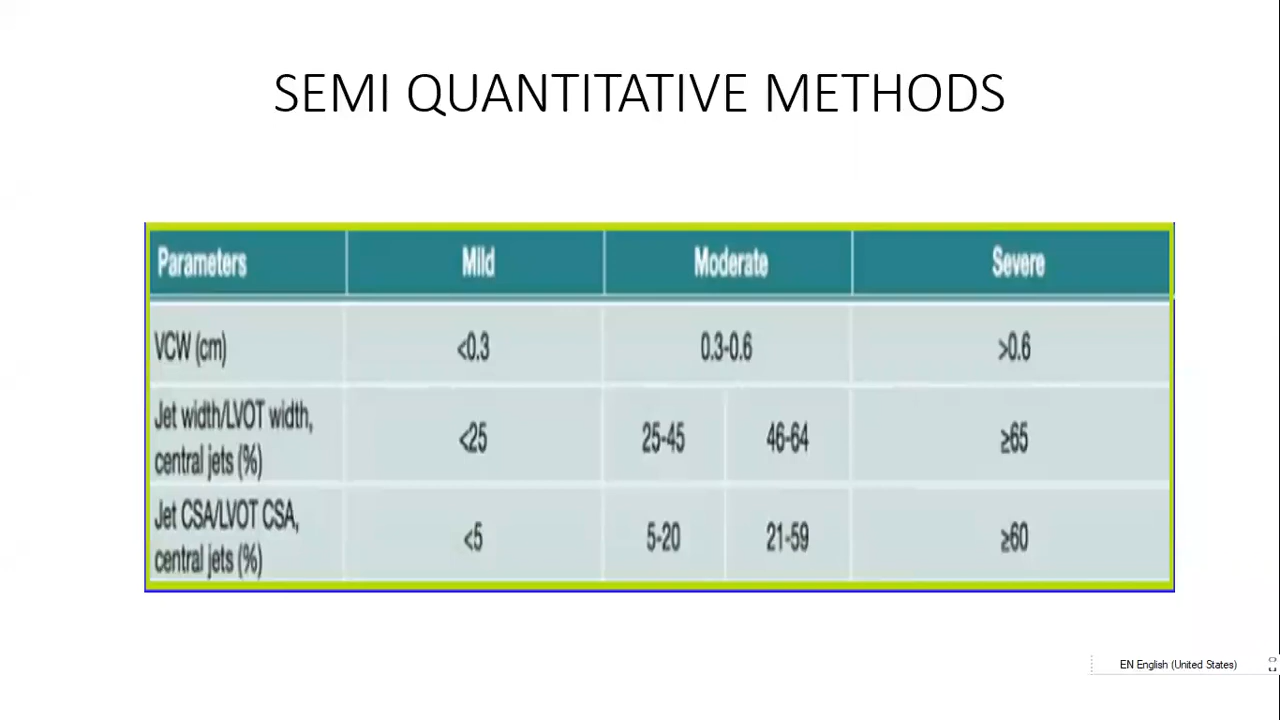 SEMI QUANTITATIVE METHODS
Parameters Mild Moderate Severe
VCW (cm) <0.3 0.3-0.6 >0.6
Jet width/LVOT width,
central jets (%) <25 25-45 46-64 ≥65
Jet CSA/LVOT CSA,
central jets (%) <5 5-20 21-59 ≥60
EN English (United States)